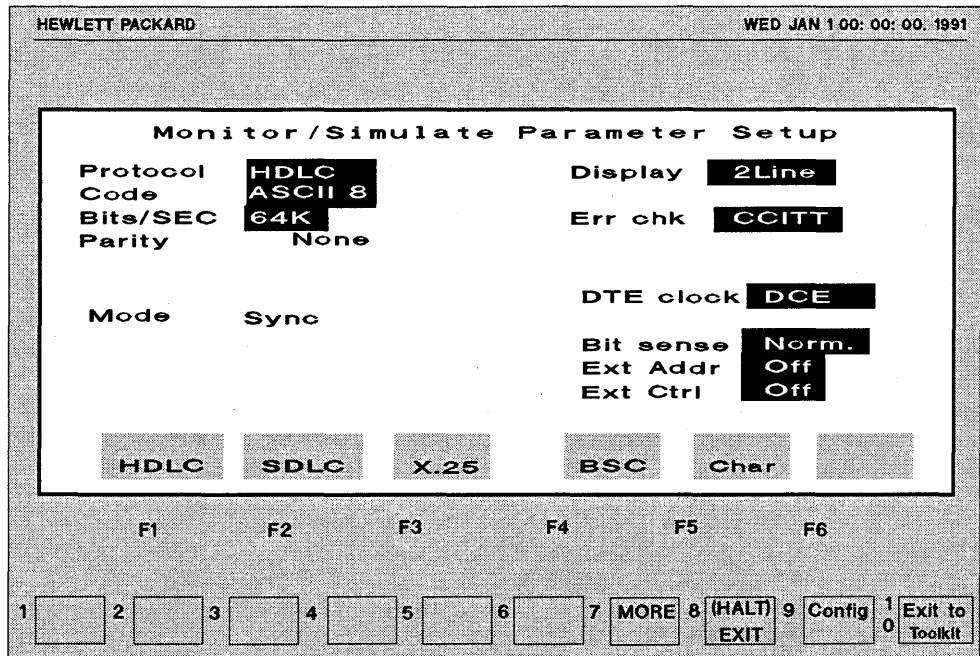 HEWLETT PACKARD WED JAN 1 00: 00: 00, 1991
Monitor/Simulate Parameter Setup
Protocol HDLC Display 2Line
Code ASCII 8
Bits/SEC 64K Err chk CCITT
Parity None
DTE clock DCE
Mode Sync
Bit sense Norm.
Ext Addr Off
Ext Ctrl Off
HDLC SDLC X.25 BSC Char
F1 F2 F3 F4 F5 F6
1 2 3 4 5 6 7 MORE 8 (HALT) EXIT 9 Config 10 Exit to Toolkit